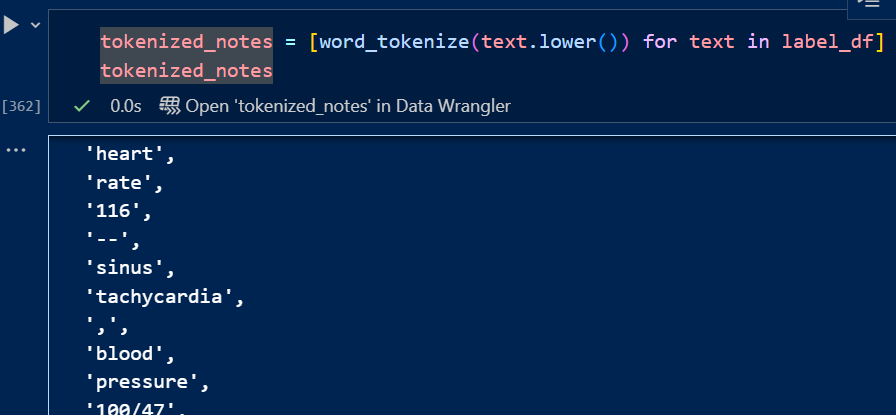 tokenized_notes = [word_tokenize(text.lower()) for text in label_df]
tokenized_notes
[362]
0.0s Open 'tokenized_notes' in Data Wrangler
...
'heart',
'rate',
'116',
'--',
'sinus',
'tachycardia',
',',
'blood',
'pressure',
'100/47',